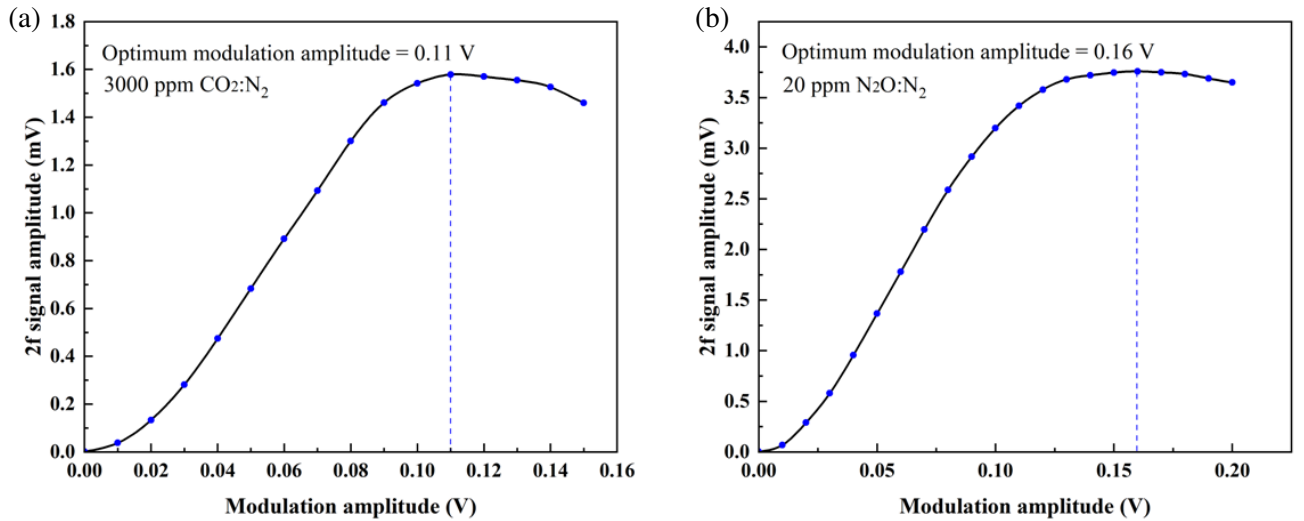 (a)
Optimum modulation amplitude = 0.11 V
3000 ppm CO₂:N₂
2f signal amplitude (mV)
1.8
1.6
1.4
1.2
1.0
0.8
0.6
0.4
0.2
0.0
0.00 0.02 0.04 0.06 0.08 0.10 0.12 0.14 0.16
Modulation amplitude (V)
(b)
Optimum modulation amplitude = 0.16 V
20 ppm N₂O:N₂
2f signal amplitude (mV)
4.0
3.5
3.0
2.5
2.0
1.5
1.0
0.5
0.0
0.00 0.05 0.10 0.15 0.20
Modulation amplitude (V)